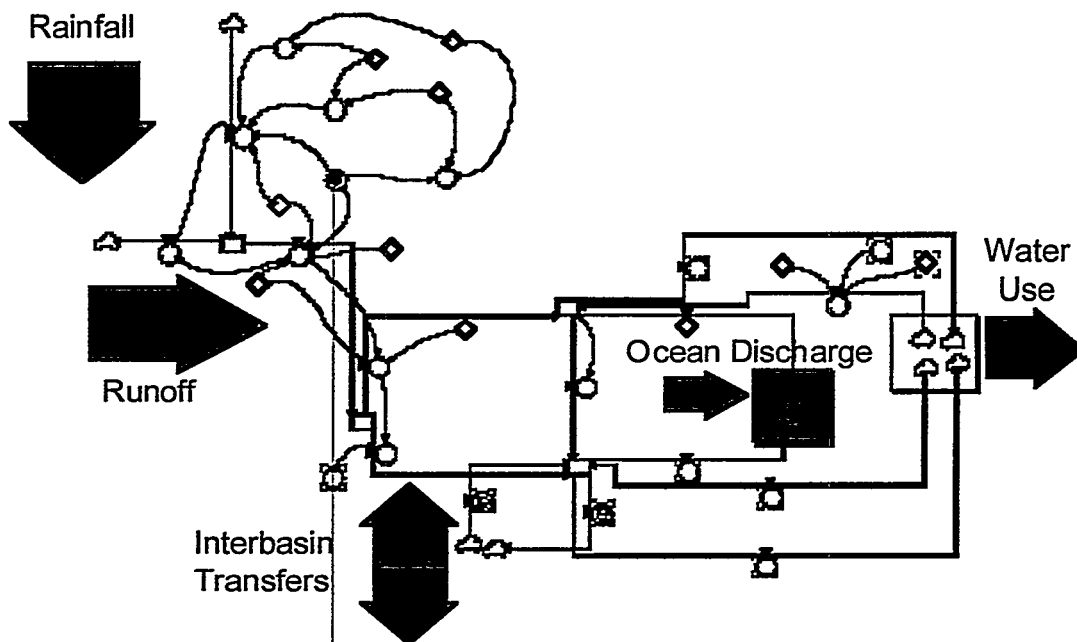 Rainfall
Runoff
Interbasin
Transfers
Ocean Discharge
Water
Use